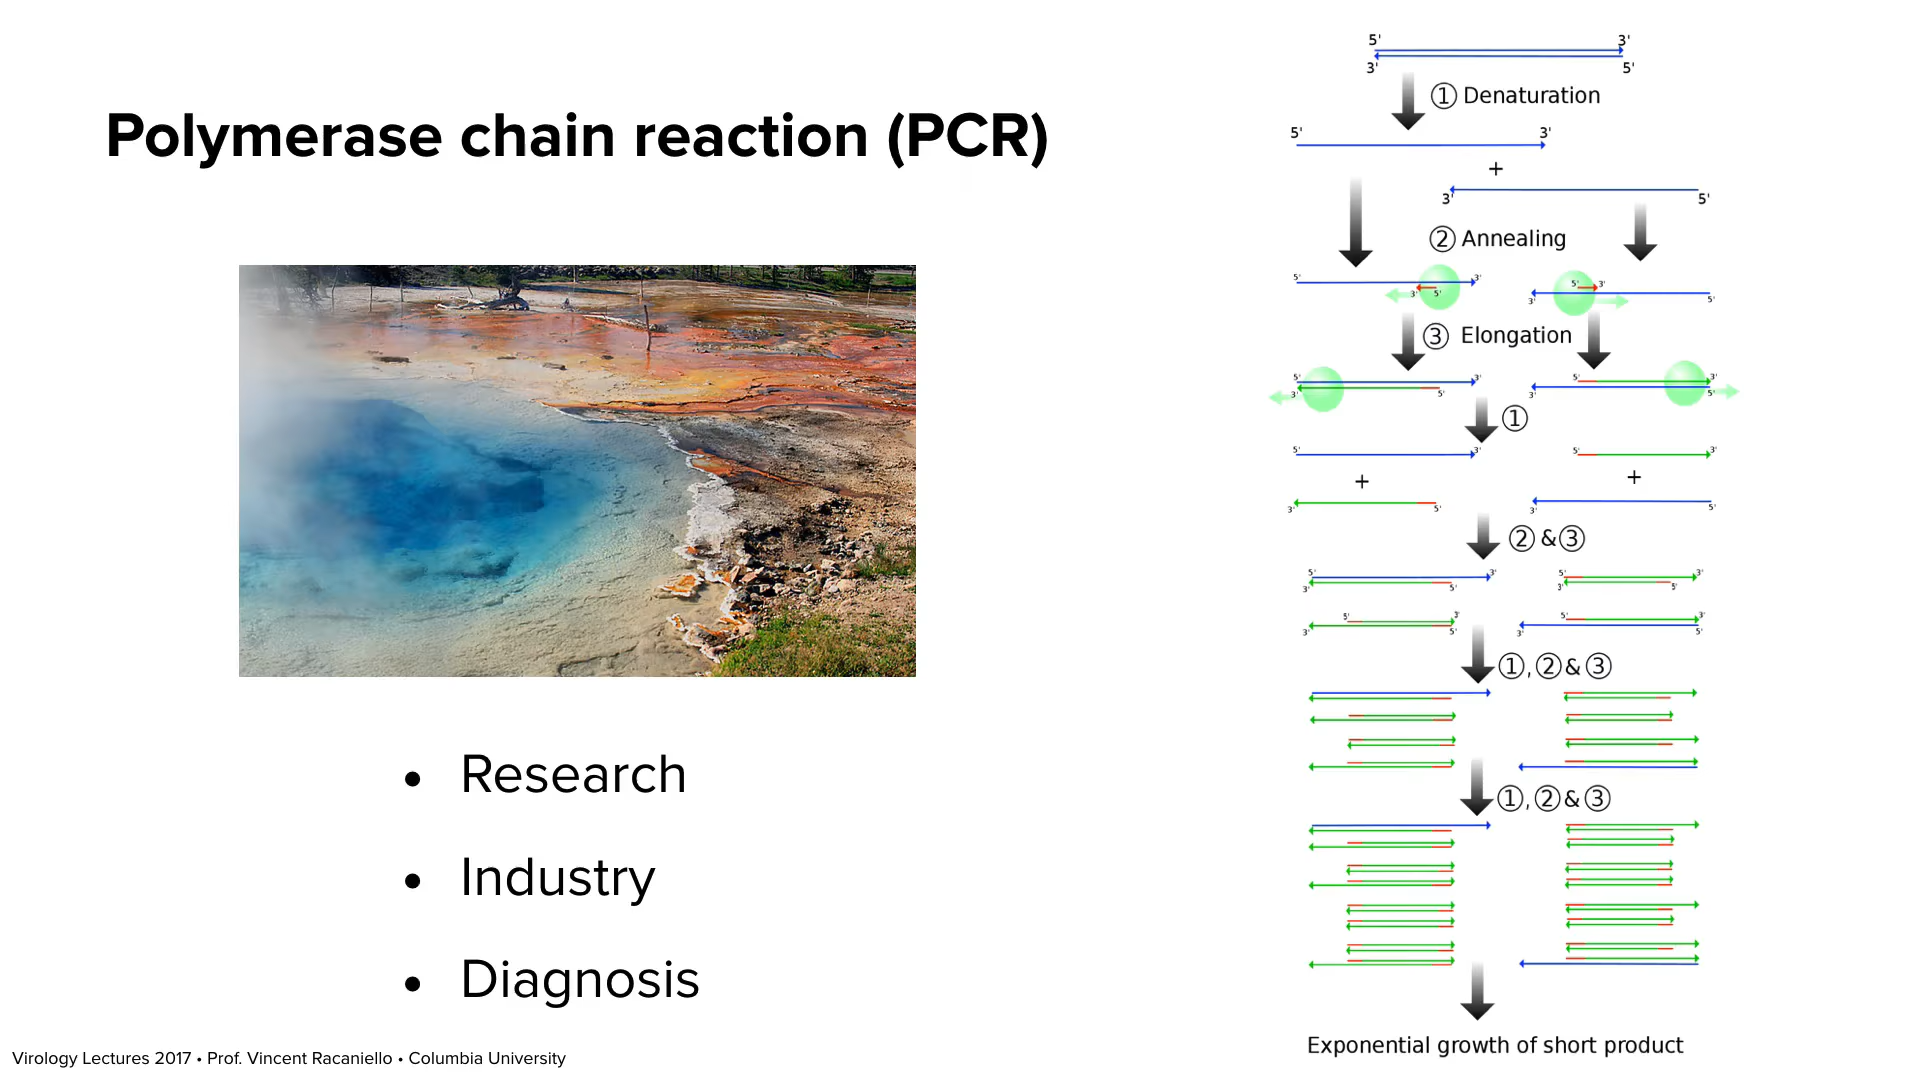 Polymerase chain reaction (PCR)
• Research
• Industry
• Diagnosis
Virology Lectures 2017 • Prof. Vincent Racaniello • Columbia University
5' 3'
3' 5'
① Denaturation
5' 3'
+
3' 5'
② Annealing
5' 3' 5' 3'
3' 5' 3' 5'
③ Elongation
5' 3' 5' 3'
3' 5' 3' 5'
①
5' 3' 5' 3'
+ +
3' 5' 3' 5'
② & ③
5' 3' 5' 3'
3' 5' 3' 5'
5' 3' 5' 3'
3' 5' 3' 5'
①, ② & ③
①, ② & ③
Exponential growth of short product